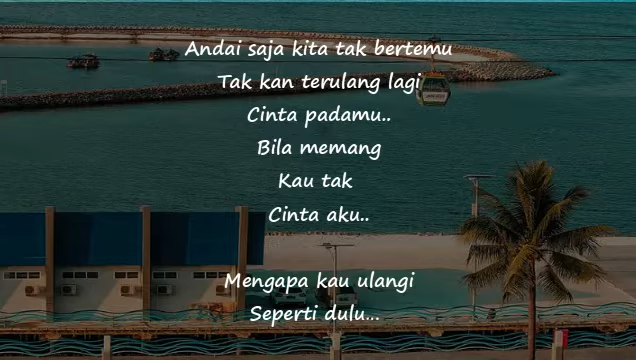 Andai saja kita tak bertemu
Tak kan terulang lagi
Cinta padamu..
Bila memang
Kau tak
Cinta aku..
Mengapa kau ulangi
Seperti dulu...